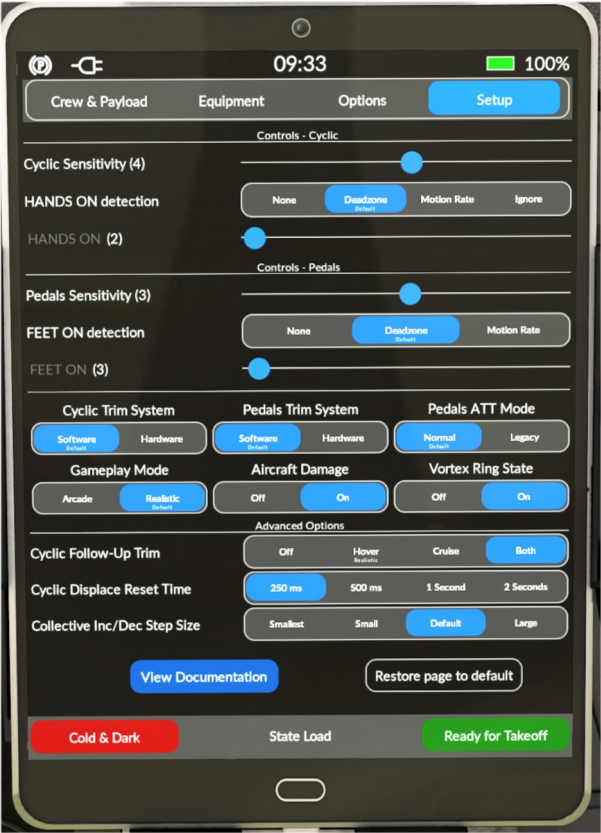 09:33
100%
Crew & Payload Equipment Options Setup
Controls - Cyclic
Cyclic Sensitivity (4)
HANDS ON detection None Deadzone Motion Rate Ignore
Default
HANDS ON (2)
Controls - Pedals
Pedals Sensitivity (3)
FEET ON detection None Deadzone Motion Rate
Default
FEET ON (3)
Cyclic Trim System Pedals Trim System Pedals ATT Mode
Software Hardware Software Hardware Normal Legacy
Default Default Default
Gameplay Mode Aircraft Damage Vortex Ring State
Arcade Realistic Off On Off On
Default
Advanced Options
Cyclic Follow-Up Trim Off Hover Cruise Both
Realistic
Cyclic Displace Reset Time 250 ms 500 ms 1 Second 2 Seconds
Collective Inc/Dec Step Size Smallest Small Default Large
View Documentation Restore page to default
Cold & Dark State Load Ready for Takeoff